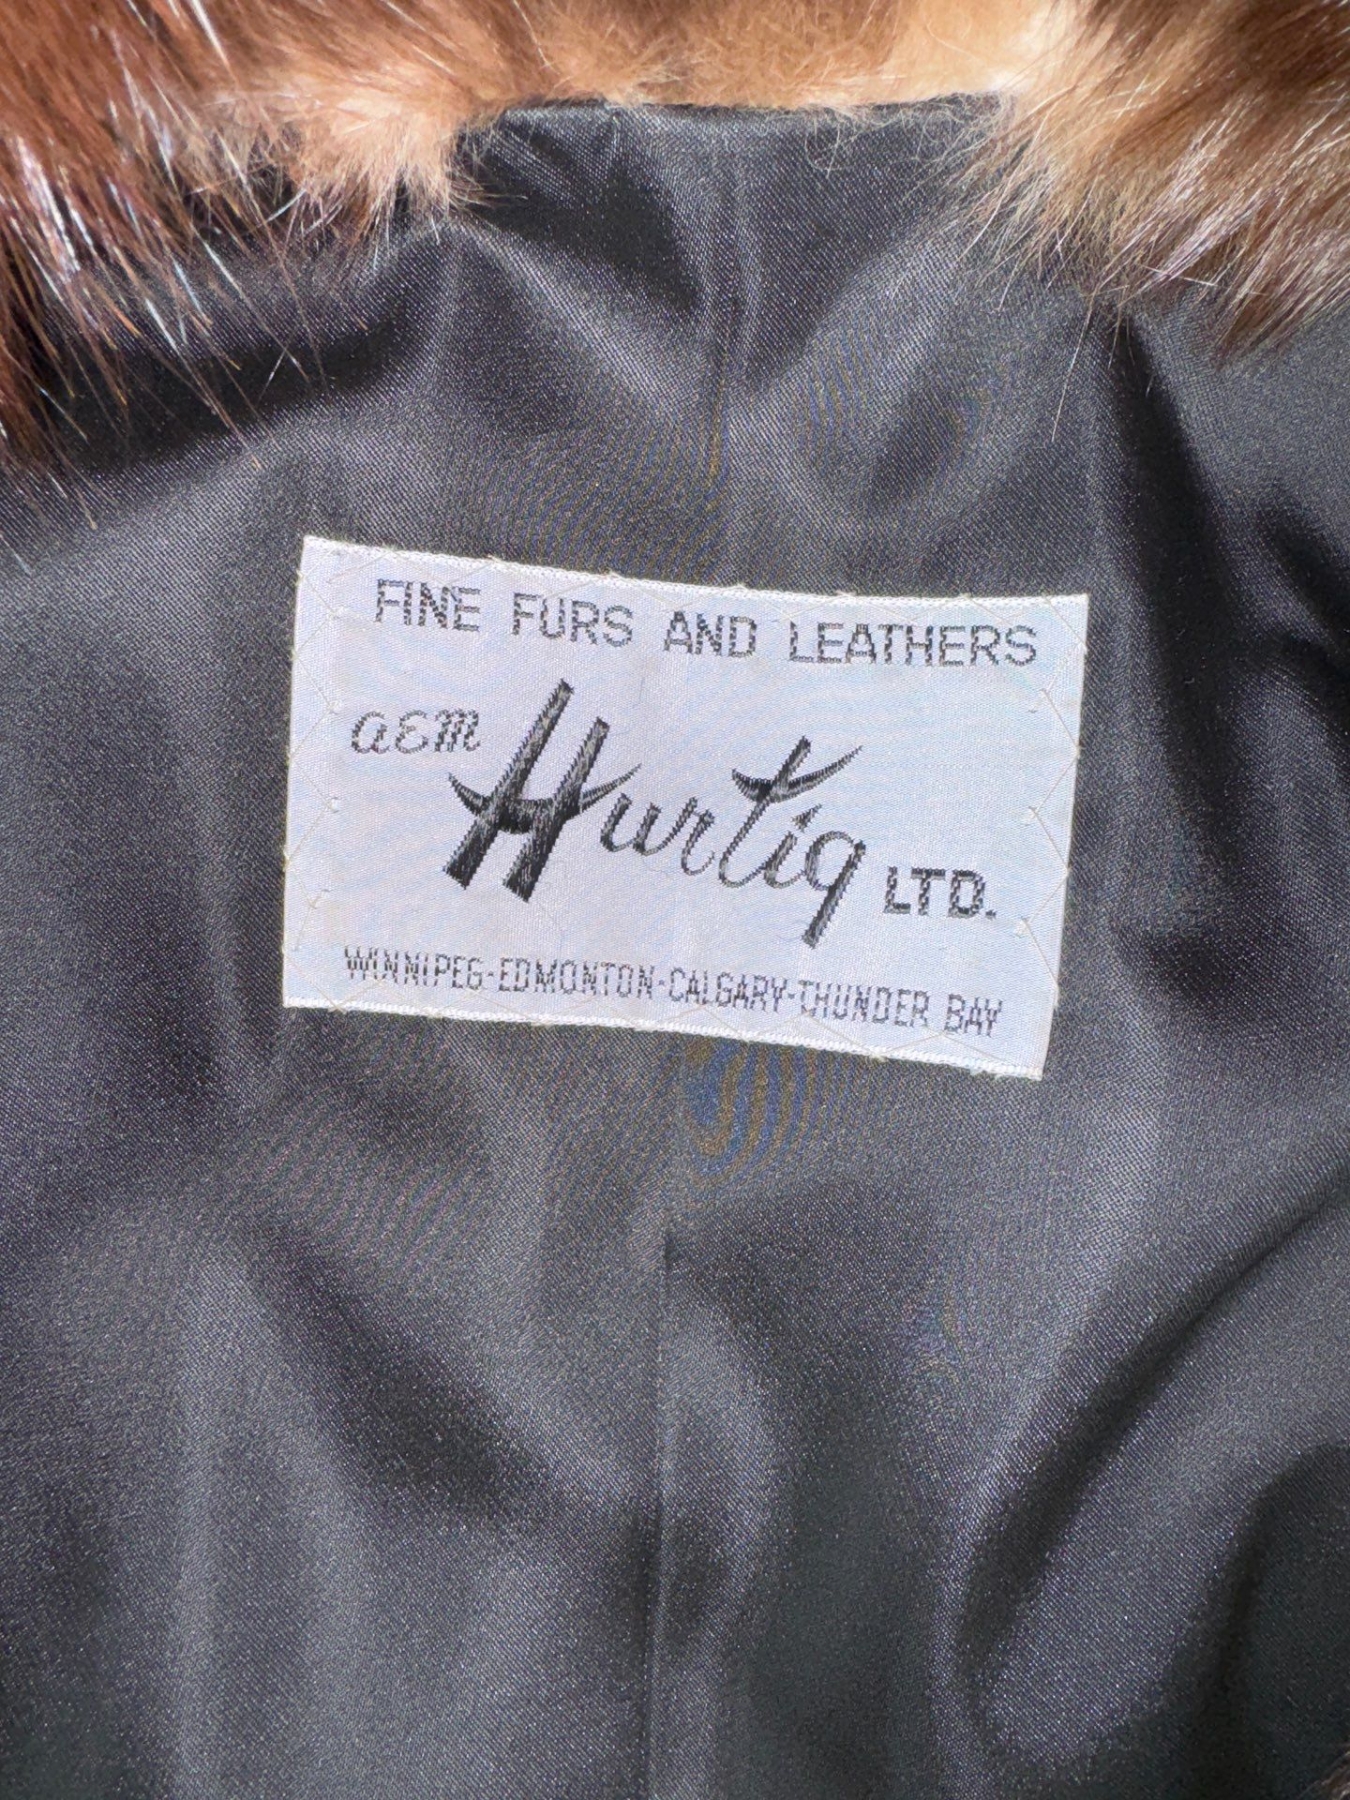 FINE FURS AND LEATHERS
A&M Hurtig LTD.
WINNIPEG-EDMONTON-CALGARY-THUNDER BAY